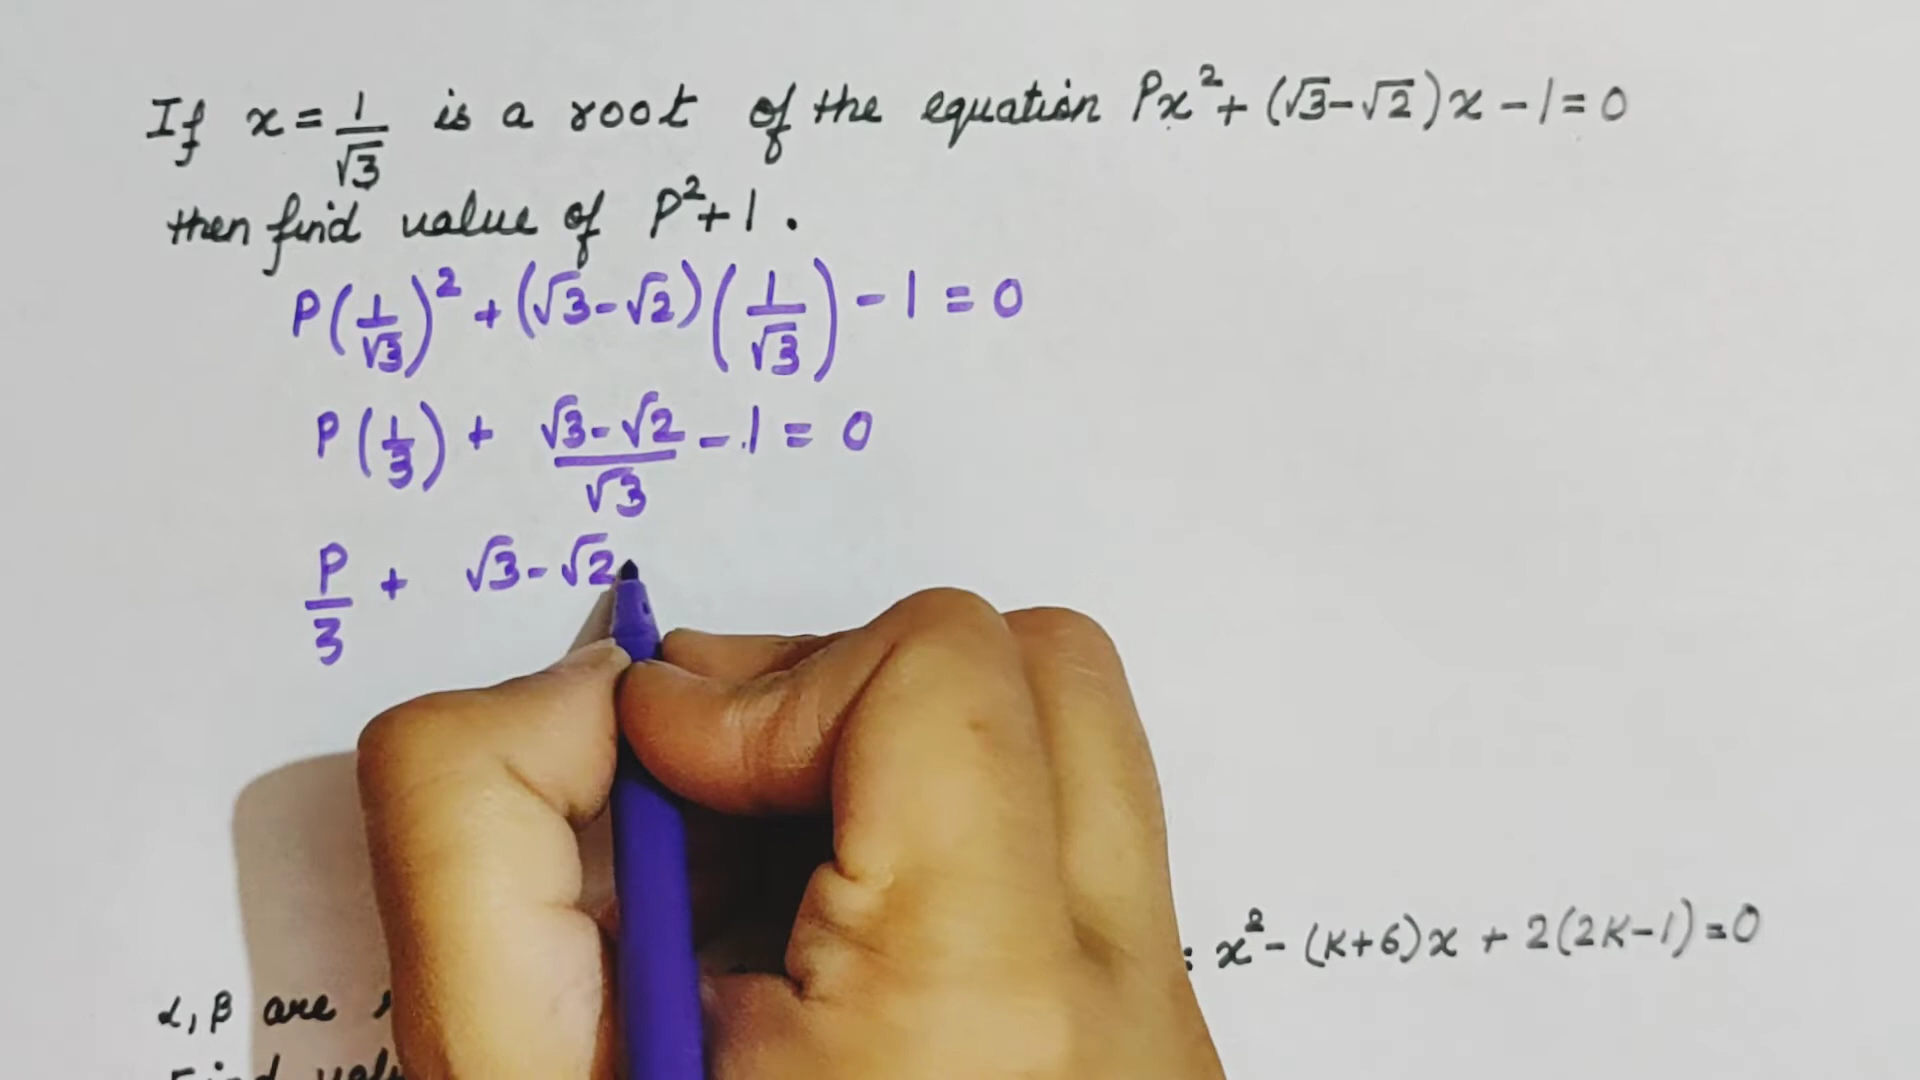 If x = 1/√3 is a root of the equation Px² + (√3-√2)x - 1 = 0
then find value of P² + 1.
P(1/√3)² + (√3-√2)(1/√3) - 1 = 0
P(1/3) + (√3-√2)/√3 - 1 = 0
P/3 + √3-√2
: x² - (K+6)x + 2(2K-1) = 0
α, β are
Find